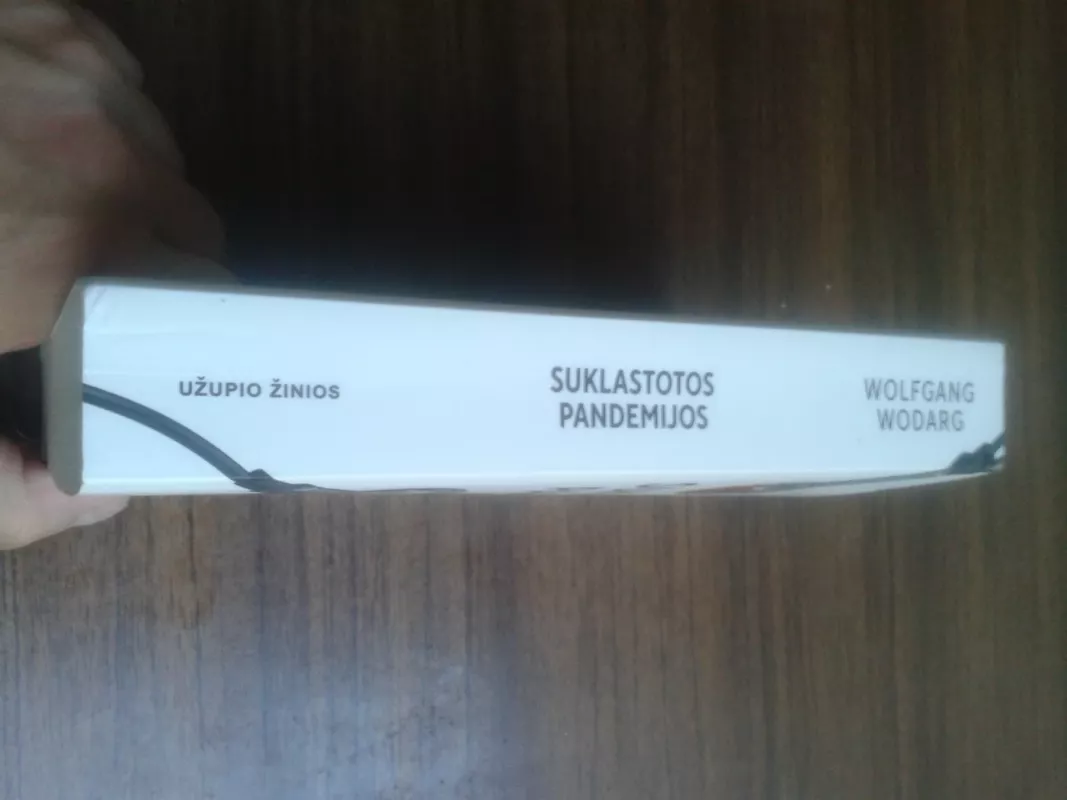 UŽUPIO ŽINIOS
SUKLASTOTOS
PANDEMIJOS
WOLFGANG
WODARG